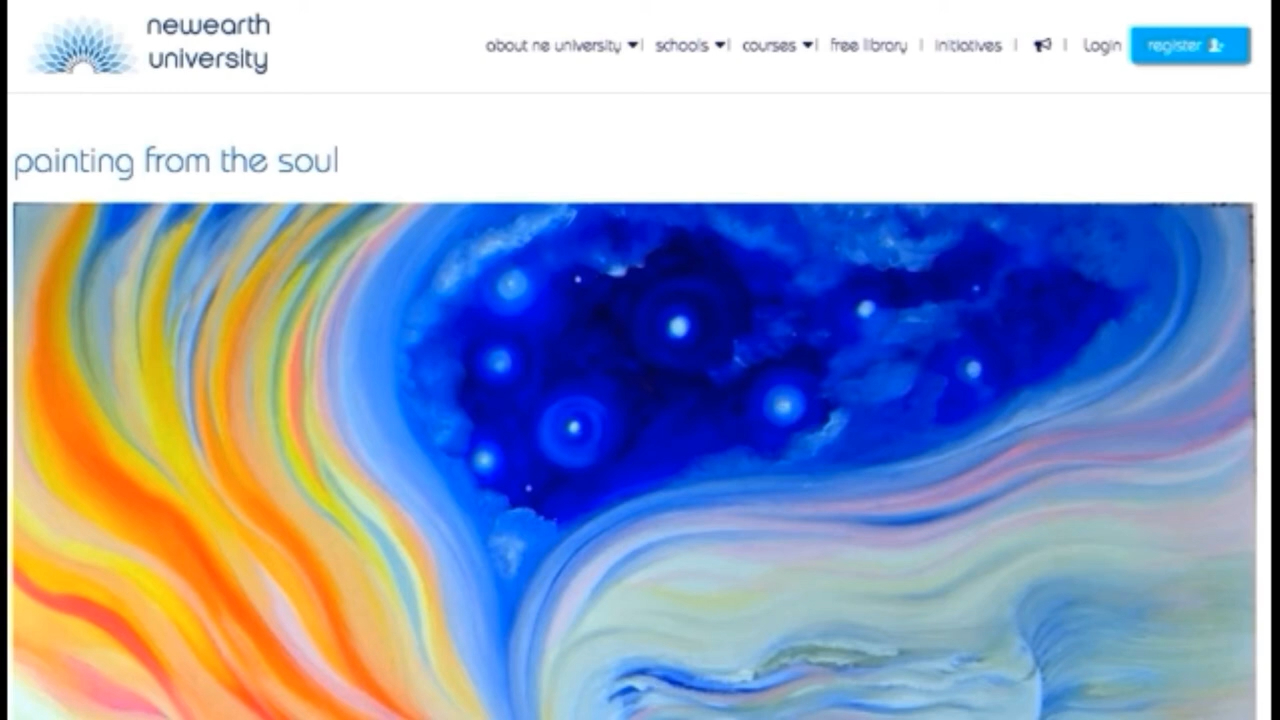 newearth
university
about ne university | schools | courses | free library | initiatives | | Login register
painting from the soul